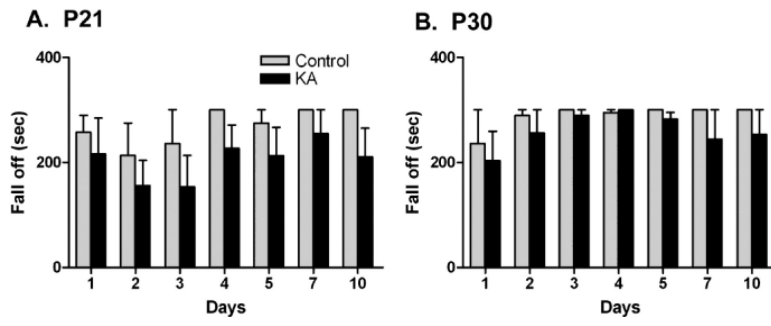 A. P21
400
200
0
Fall off (sec)
Control
KA
1 2 3 4 5 7 10
Days
B. P30
400
200
0
Fall off (sec)
1 2 3 4 5 7 10
Days